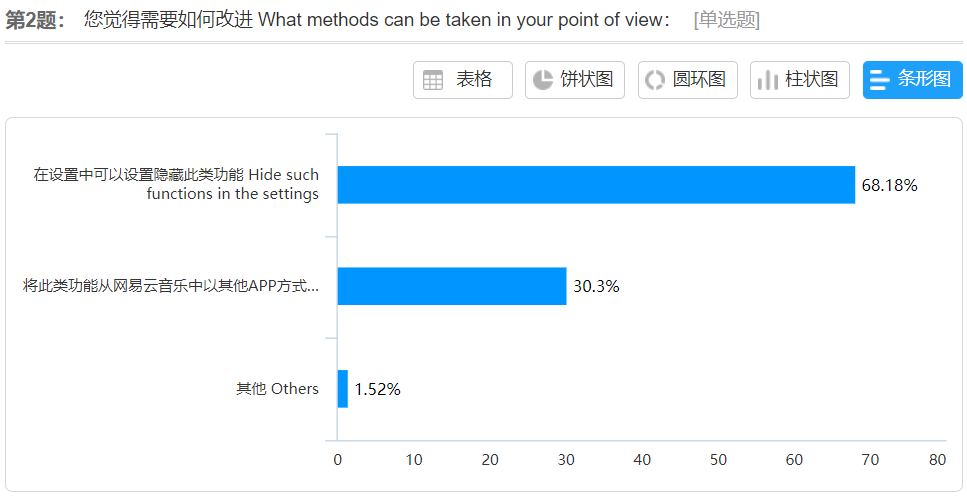 第2题： 您觉得需要如何改进 What methods can be taken in your point of view： [单选题]
表格 饼状图 圆环图 柱状图 条形图
在设置中可以设置隐藏此类功能 Hide such
functions in the settings
68.18%
将此类功能从网易云音乐中以其他APP方式...
30.3%
其他 Others
1.52%
0 10 20 30 40 50 60 70 80